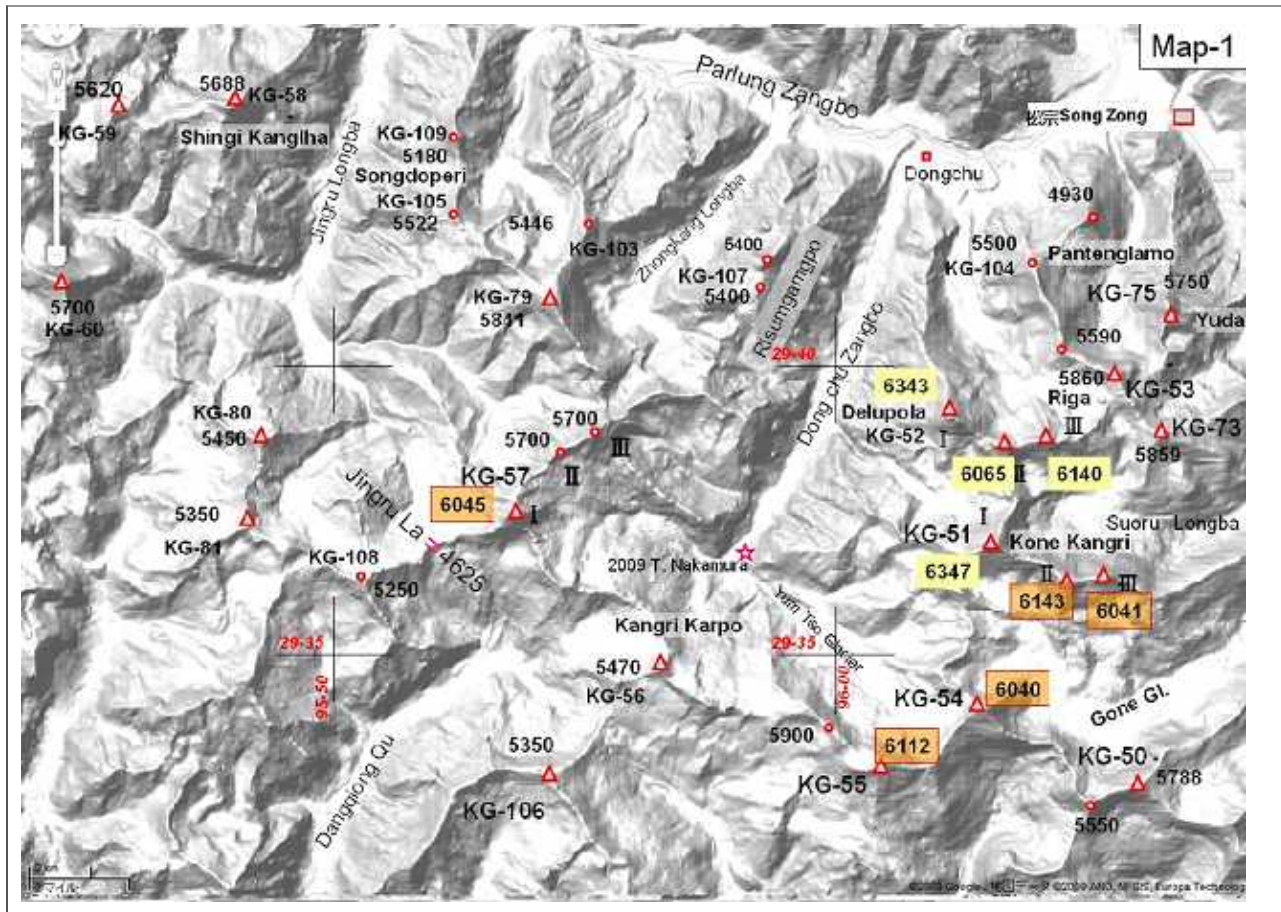 Map-1
Parlung Zangbo
5620
KG-59
5688
KG-58
Shingi Kangiha
KG-109
5180
Songdoperi
KG-105
5522
Jingru Longba
Song Zong
Dongchu
4930
5446
KG-103
Zhongkang Longba
5400
KG-107
5400
5500
KG-104
Pantenglamo
5750
KG-75
Yuda
5700
KG-60
KG-79
5811
Risumgamgpo
29-40
Dong chu Zangbo
5590
5860
KG-53
Riga
6343
Delupola
KG-52
I
6065
II
III
6140
KG-73
5859
KG-80
5450
5700
5700
III
II
KG-57
6045
I
Jingru La
4625
5350
KG-81
KG-108
5250
2009 T. Nakamura
I
KG-51
Kone Kangri
Suoru Longba
6347
II
III
6143
6041
Yum Tso Glacier
29-35
95-50
Kangri Karpo
5470
KG-56
29-35
96-00
KG-54
6040
Gone Gl.
5900
6112
KG-55
KG-50
5788
5550
5350
KG-106
Dangqiong Qu